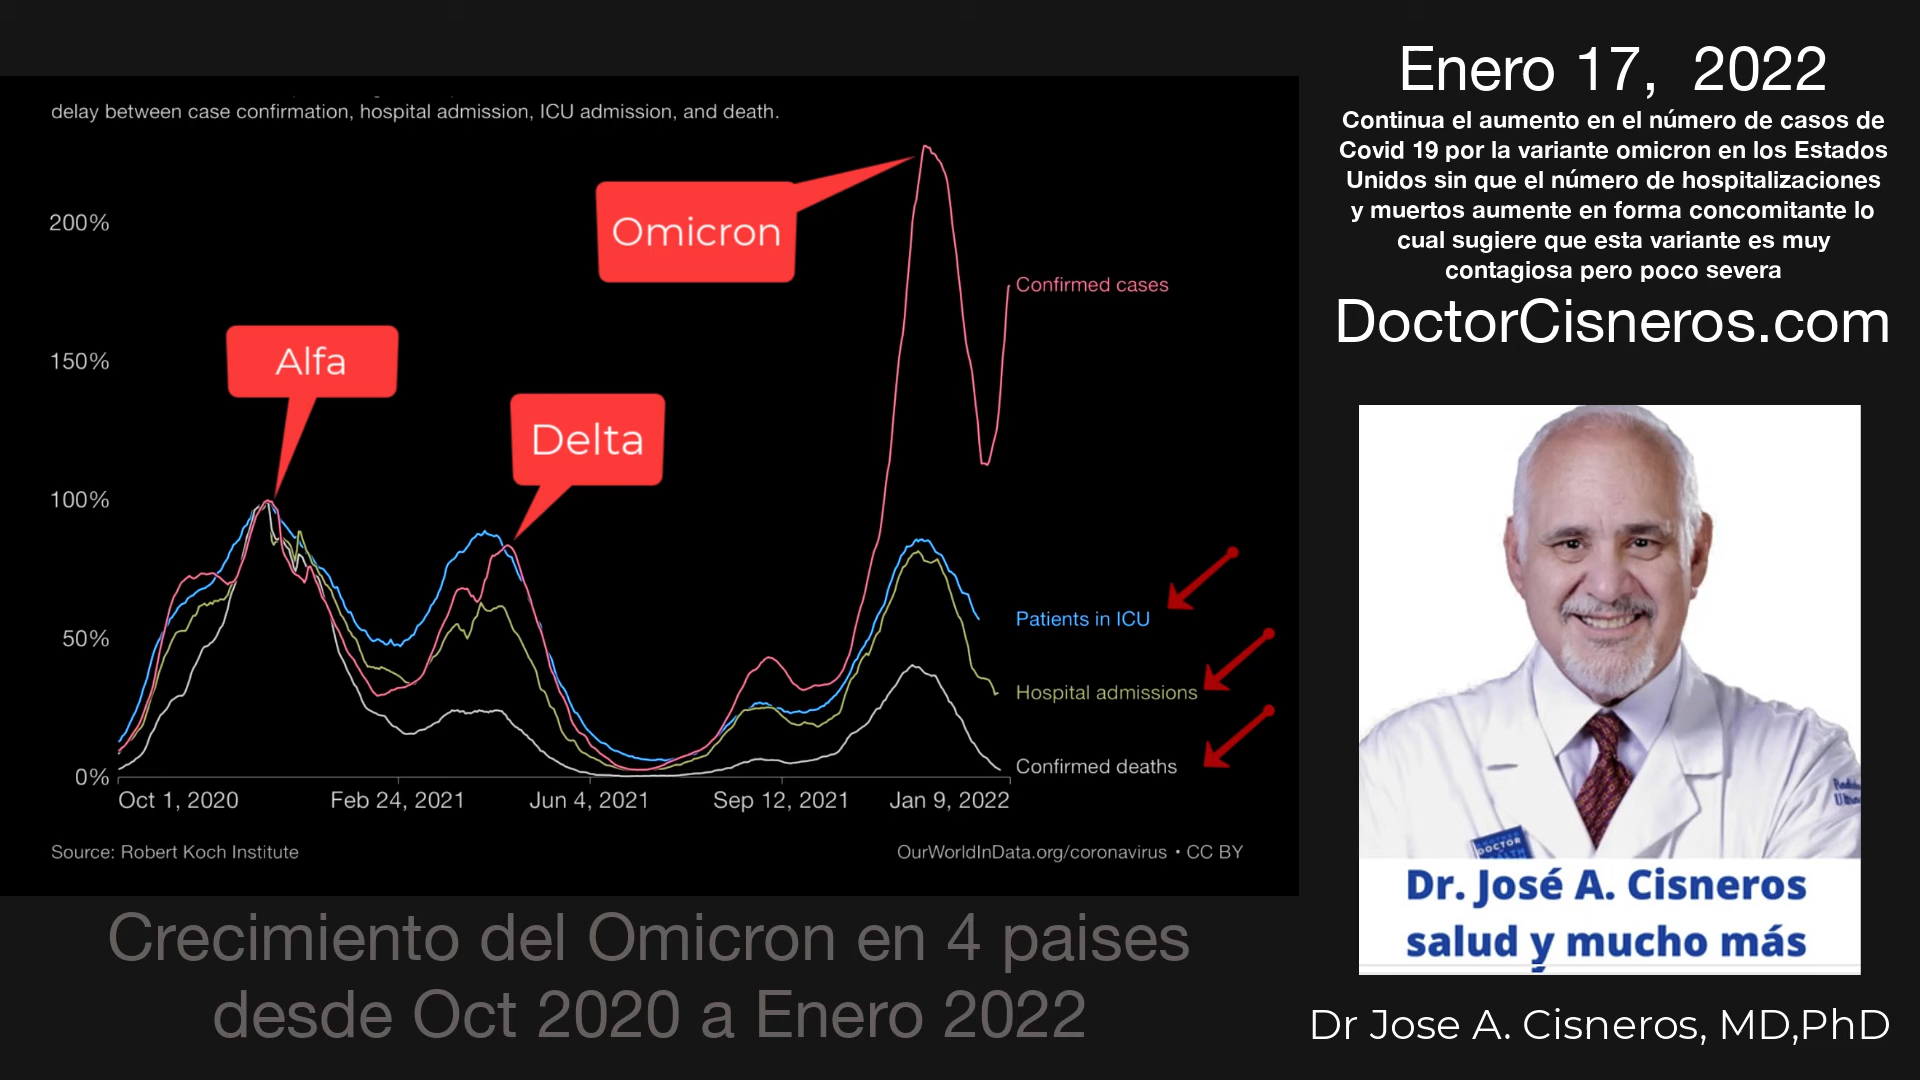 delay between case confirmation, hospital admission, ICU admission, and death.
200%
150%
100%
50%
0%
Alfa
Delta
Omicron
Confirmed cases
Patients in ICU
Hospital admissions
Confirmed deaths
Oct 1, 2020
Feb 24, 2021
Jun 4, 2021
Sep 12, 2021
Jan 9, 2022
Source: Robert Koch Institute
OurWorldInData.org/coronavirus • CC BY
Crecimiento del Omicron en 4 paises
desde Oct 2020 a Enero 2022
Enero 17, 2022
Continua el aumento en el número de casos de
Covid 19 por la variante omicron en los Estados
Unidos sin que el número de hospitalizaciones
y muertos aumente en forma concomitante lo
cual sugiere que esta variante es muy
contagiosa pero poco severa
DoctorCisneros.com
DOCTOR
Dr. José A. Cisneros
salud y mucho más
Dr Jose A. Cisneros, MD,PhD